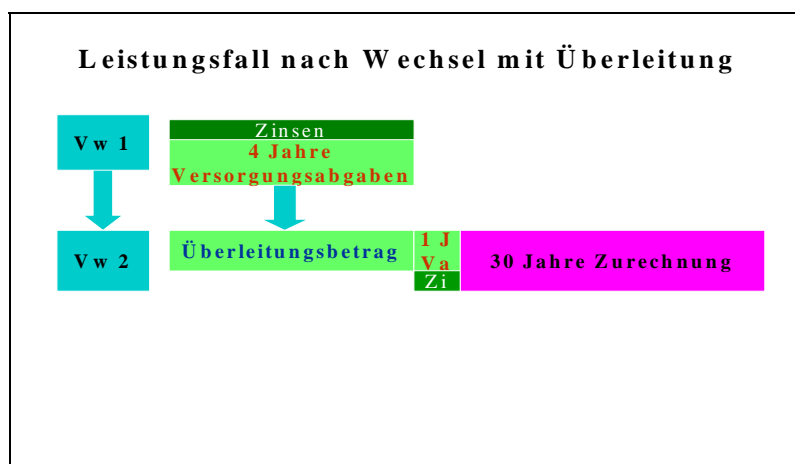 Leistungsfall nach Wechsel mit Überleitung
Vw 1
Zinsen
4 Jahre
Versorgungsabgaben
Vw 2
Überleitungsbetrag
1 J
Va
Zi
30 Jahre Zurechnung